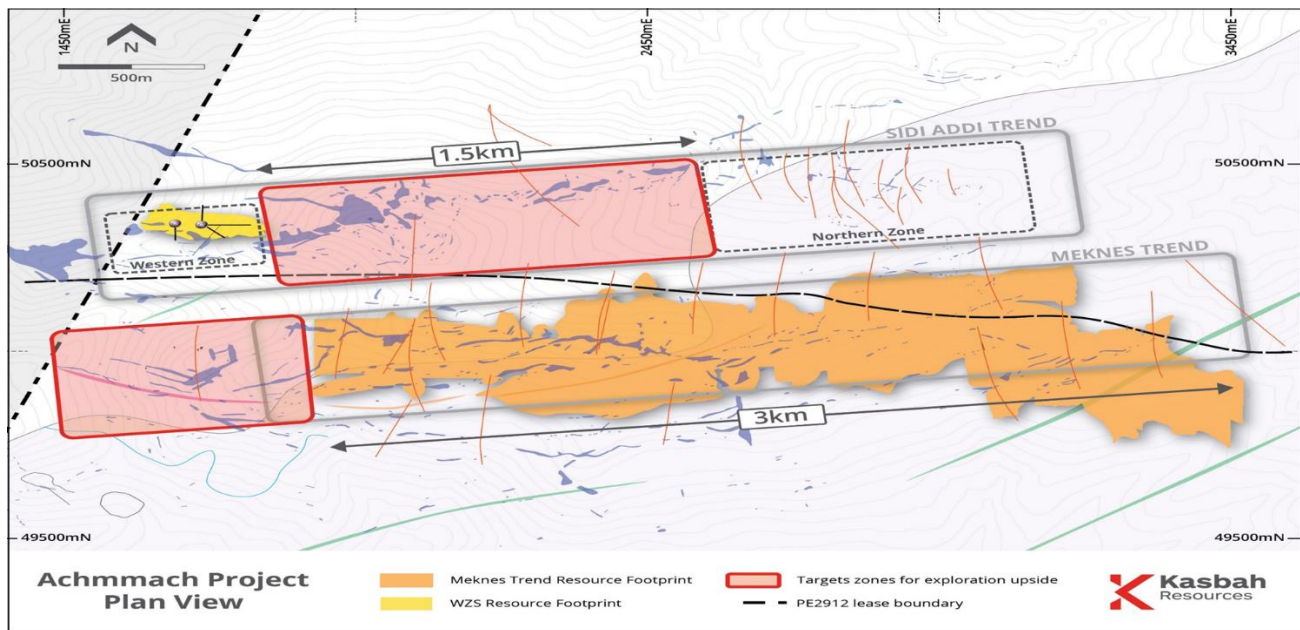 1450mE
2450mE
3450mE
N
500m
SIDI ADDI TREND
1.5km
50500mN
50500mN
Western Zone
Northern Zone
MEKNES TREND
3km
49500mN
49500mN
Achmmach Project
Plan View
Meknes Trend Resource Footprint
WZS Resource Footprint
Targets zones for exploration upside
PE2912 lease boundary
Kasbah
Resources